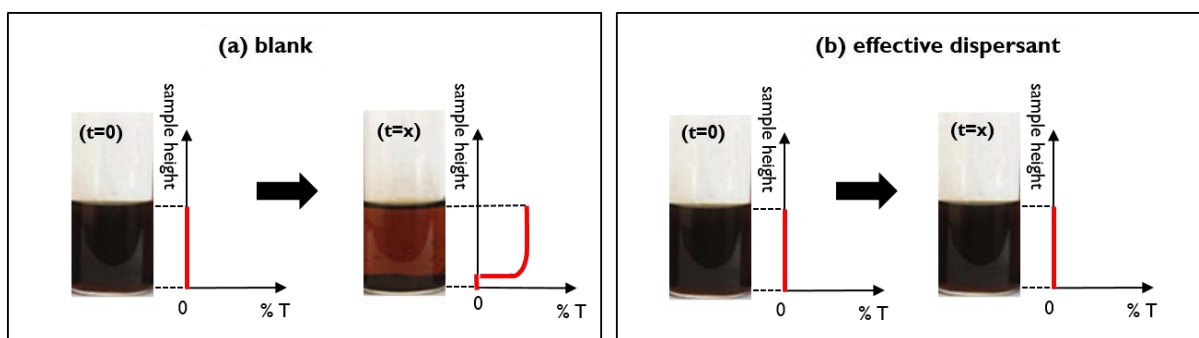 (a) blank
(t=0)
sample height
0
% T
(t=x)
sample height
0
% T
(b) effective dispersant
(t=0)
sample height
0
% T
(t=x)
sample height
0
% T